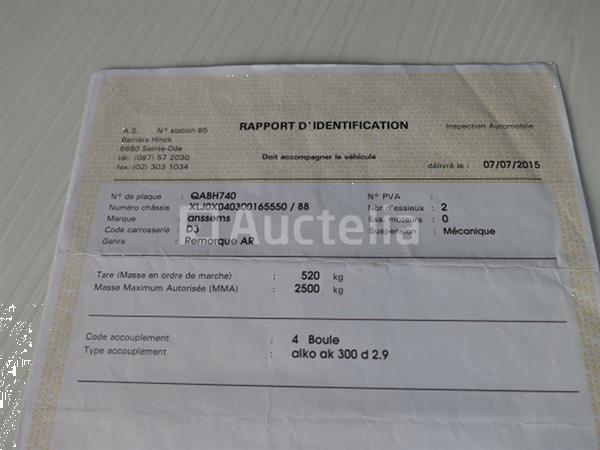 A.S. N° station 85
Barrière Hinck
6680 Sainte-Ode
tél: (087) 57 2030
fax: (02) 303 1034
RAPPORT D'IDENTIFICATION
Doit accompagner le véhicule
Inspection Automobile
délivré le : 07/07/2015
N° de plaque : QABH740
Numéro châssis : XLJ0X040300165550 / 88
Marque : anssems
Code carrosserie : D3
Genre : Remorque AR
N° PVA :
Nbr. d'essieux : 2
Ess. moteurs : 0
Suspension : Mécanique
Auctelia
Tare (Masse en ordre de marche) : 520 kg
Masse Maximum Autorisée (MMA) : 2500 kg
Code accouplement : 4 Boule
Type accouplement : alko ak 300 d 2.9